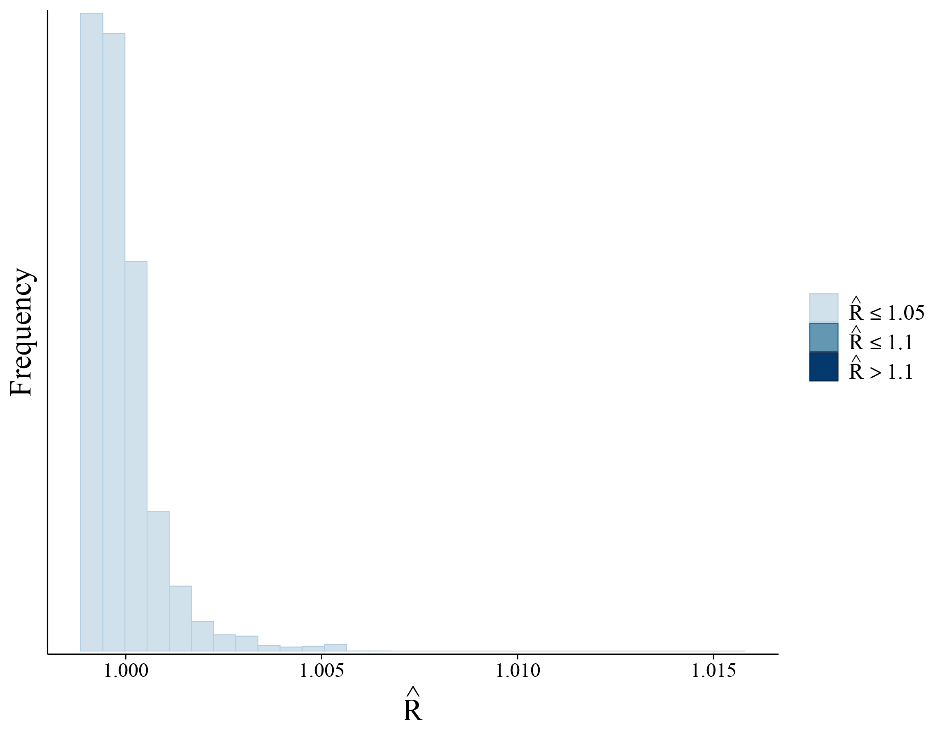 Frequency
1.000 1.005 1.010 1.015
R̂
R̂ ≤ 1.05
R̂ ≤ 1.1
R̂ > 1.1